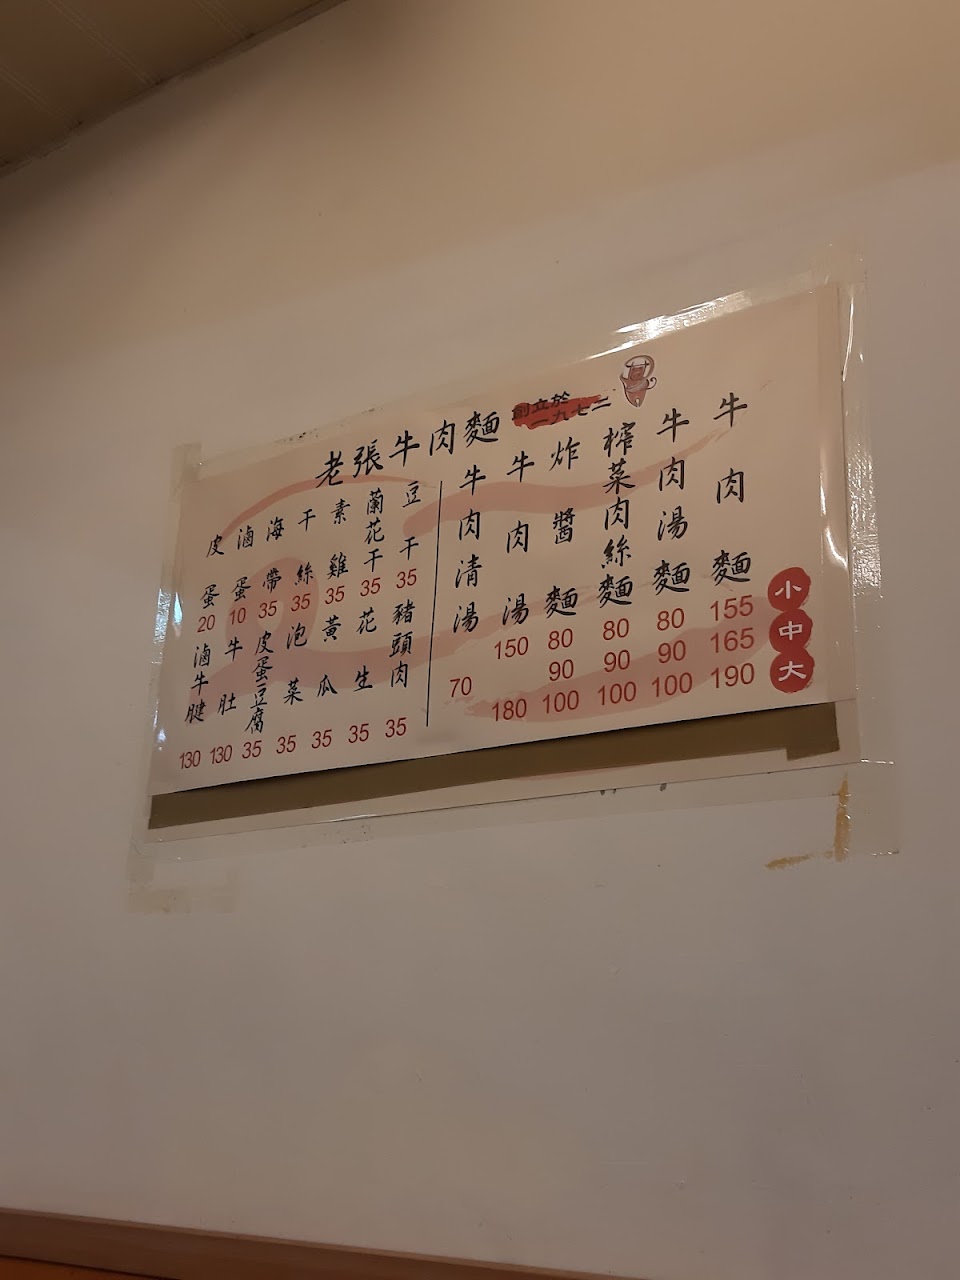 老張牛肉麵
創立於
一九七二
小
中
大
牛肉麵 155 165 190
牛肉湯麵 80 90 100
榨菜肉絲麵 80 90 100
炸醬麵 80 90 100
牛肉湯 150 180
牛肉清湯 70
豆干 35
蘭花干 35
素雞 35
干絲 35
海帶 35
滷蛋 10
皮蛋 20
豬頭肉 35
花生 35
黃瓜 35
泡菜 35
皮蛋豆腐 35
牛肚 130
滷牛腱 130